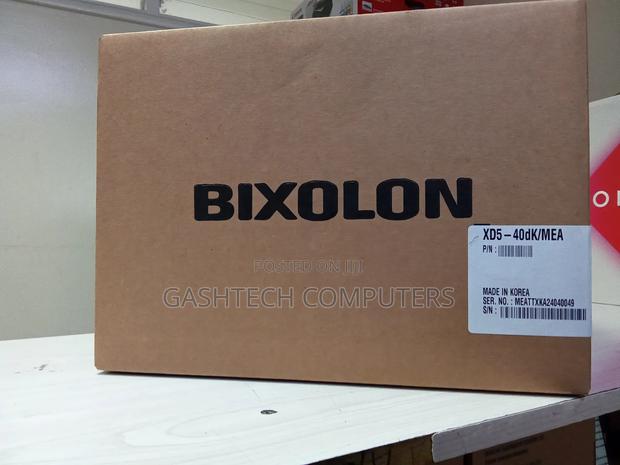 BIXOLON
XD5-40dK/MEA
P/N :
MADE IN KOREA
SER. NO. : MEATTXKA24040049
S/N :
POSTED ON
GASHTECH COMPUTERS